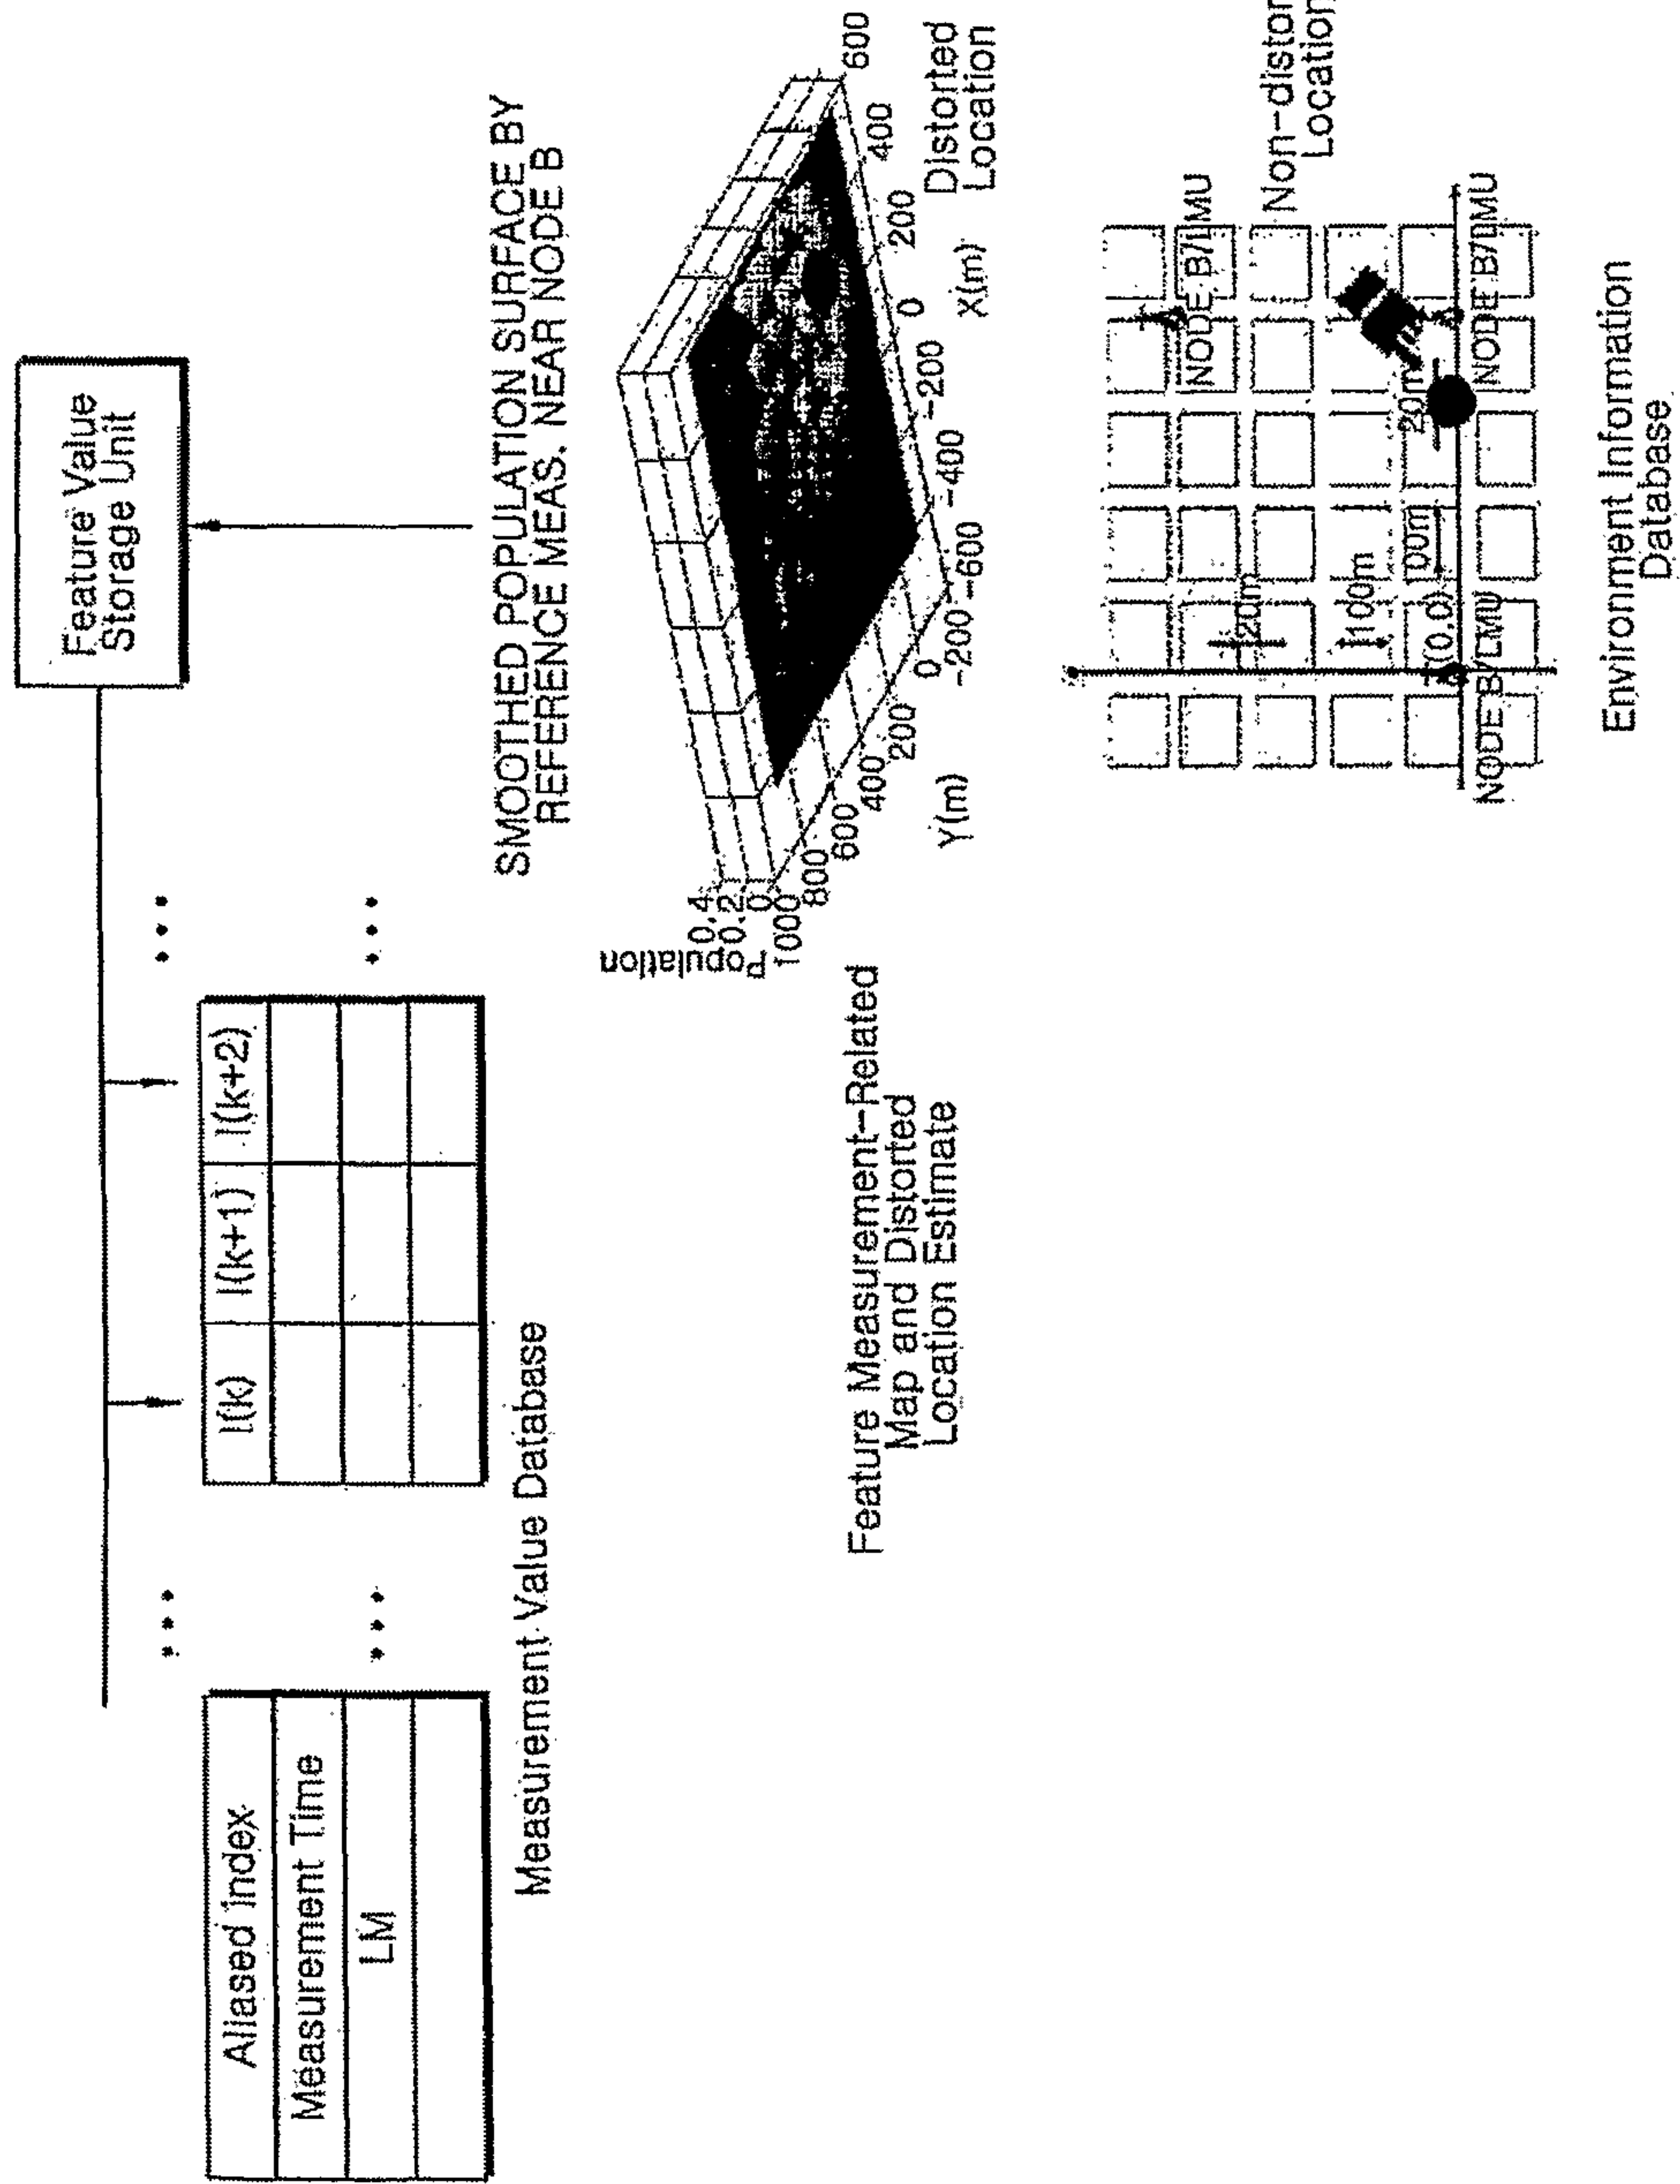 Feature Value
Storage Unit
Aliased index
Measurement Time
LM
I(k)
I(k+1)
I(k+2)
Measurement Value Database
SMOOTHED POPULATION SURFACE BY
REFERENCE MEAS. NEAR NODE B
Population
0.4
0.2
0
1000
800
600
400
200
0
-200
Y(m)
-600
-400
-200
0
200
400
600
X(m)
Distorted
Location
Feature Measurement-Related
Map and Distorted
Location Estimate
NODE B/LMU
20m
100m
(0.0)
00m
20m
NODE B/LMU
NODE B/LMU
Location
Environment Information
Database